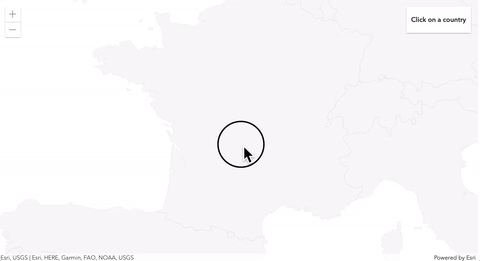 +
Click on a country
−
Esri, USGS | Esri, HERE, Garmin, FAO, NOAA, USGS
Powered by Esri